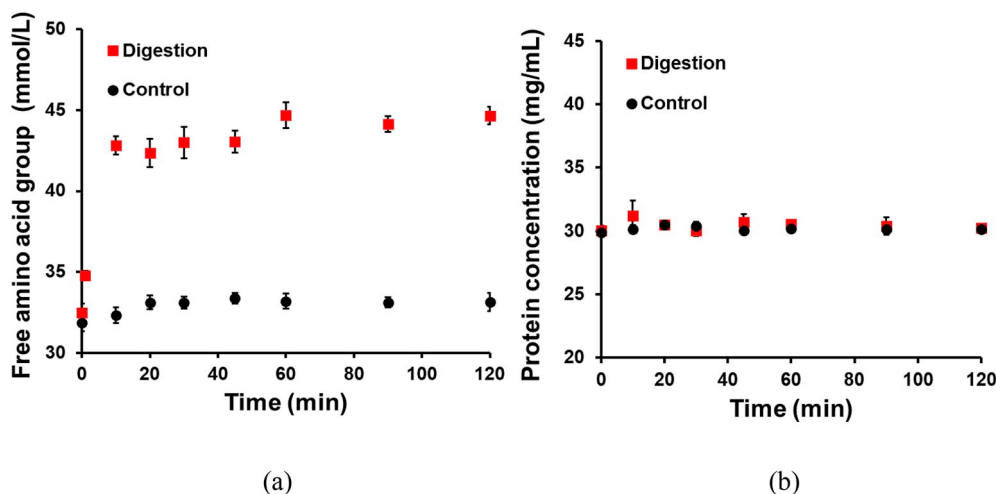 Free amino acid group (mmol/L)
50
45
40
35
30
Digestion
Control
0
20
40
60
80
100
120
Time (min)
(a)
Protein concentration (mg/mL)
45
40
35
30
25
20
Digestion
Control
0
20
40
60
80
100
120
Time (min)
(b)